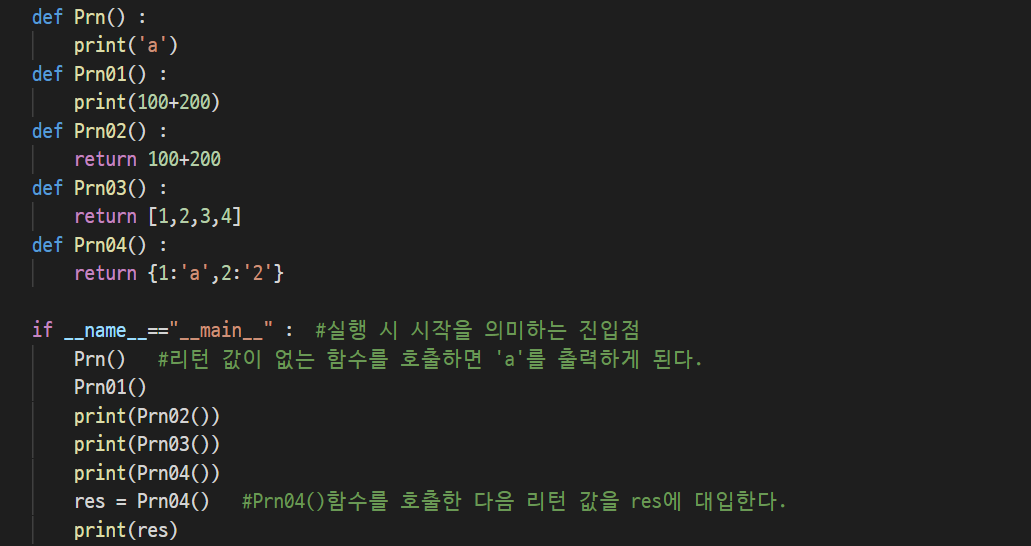 def Prn() :
    print('a')
def Prn01() :
    print(100+200)
def Prn02() :
    return 100+200
def Prn03() :
    return [1,2,3,4]
def Prn04() :
    return {1:'a',2:'2'}

if __name__=="__main__" :  #실행 시 시작을 의미하는 진입점
    Prn()   #리턴 값이 없는 함수를 호출하면 'a'를 출력하게 된다.
    Prn01()
    print(Prn02())
    print(Prn03())
    print(Prn04())
    res = Prn04()   #Prn04()함수를 호출한 다음 리턴 값을 res에 대입한다.
    print(res)